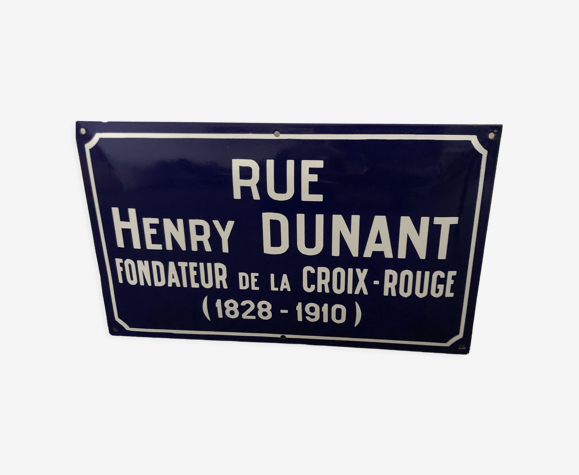 RUE
HENRY DUNANT
FONDATEUR DE LA CROIX-ROUGE
(1828-1910)